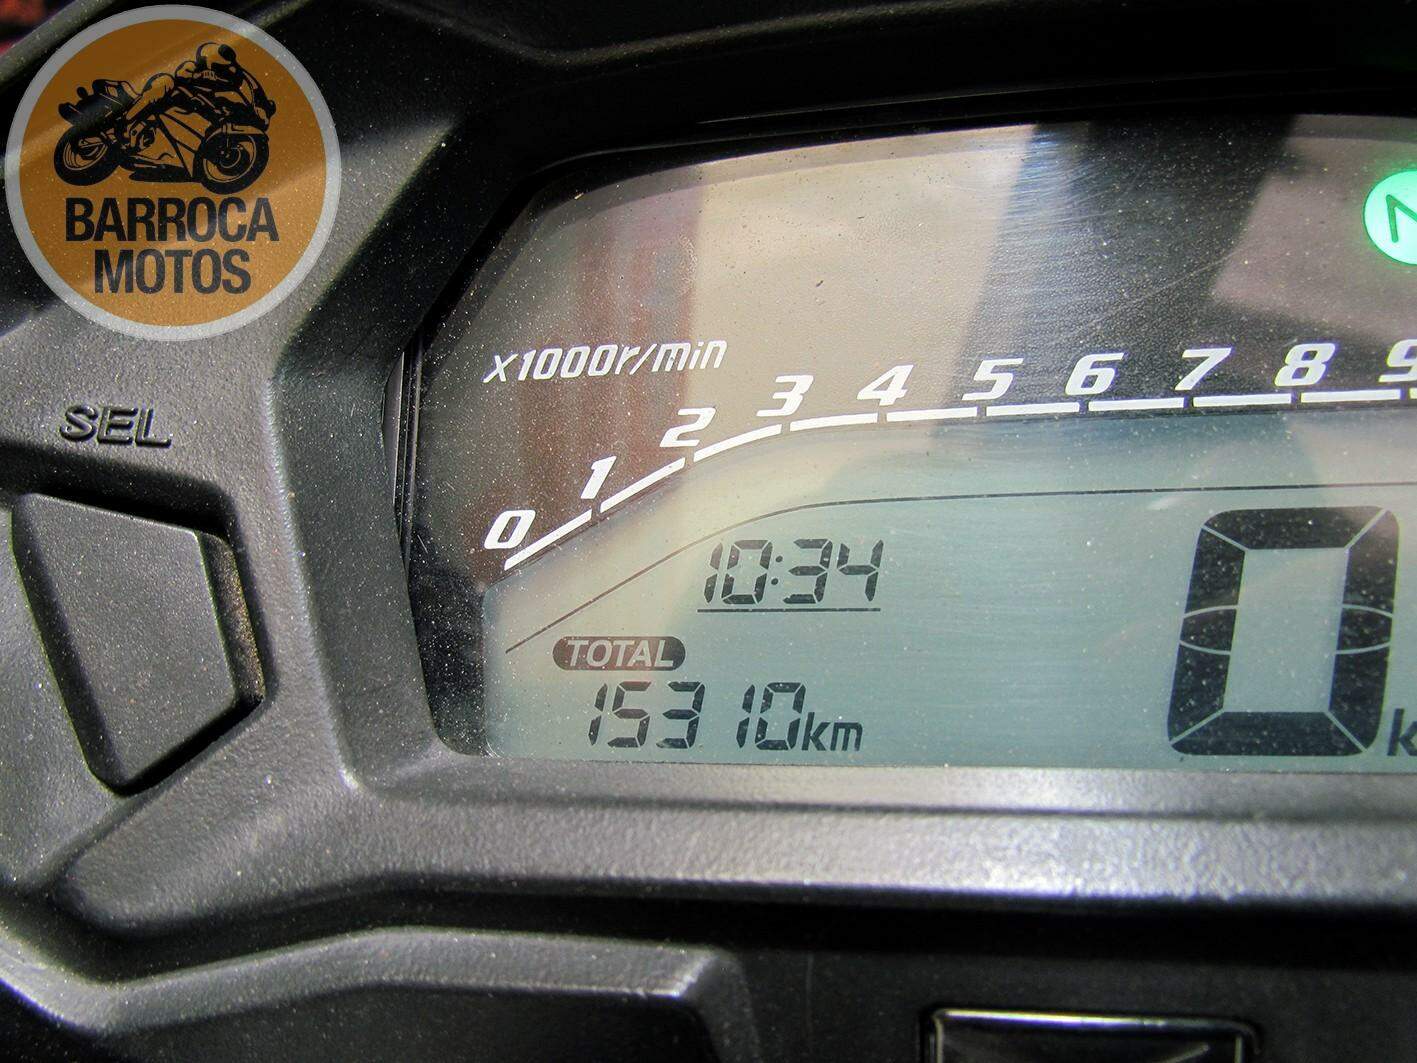 BARROCA
MOTOS
SEL
x1000r/min
0 1 2 3 4 5 6 7 8 9
N
10:34
TOTAL
15310km
0
k